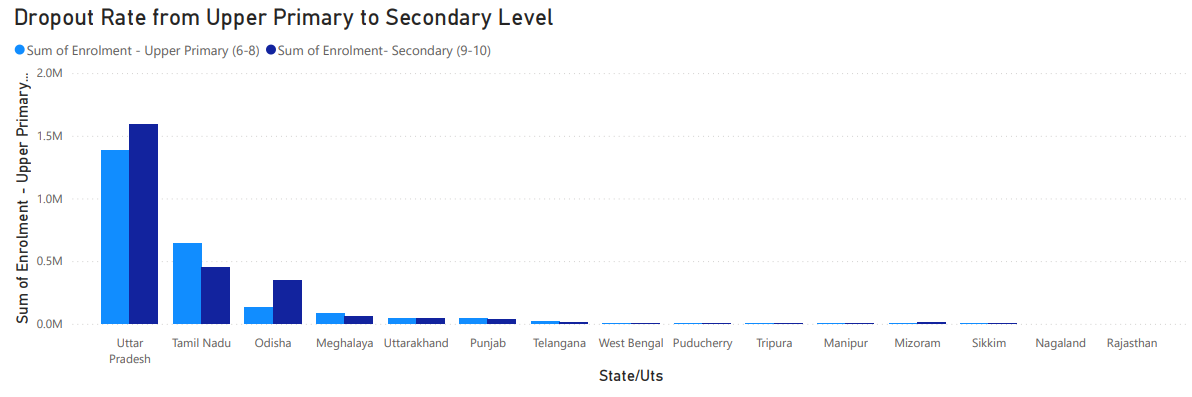 Dropout Rate from Upper Primary to Secondary Level
Sum of Enrolment - Upper Primary (6-8) Sum of Enrolment- Secondary (9-10)
Sum of Enrolment - Upper Primary...
2.0M
1.5M
1.0M
0.5M
0.0M
Uttar Pradesh
Tamil Nadu
Odisha
Meghalaya
Uttarakhand
Punjab
Telangana
West Bengal
Puducherry
Tripura
Manipur
Mizoram
Sikkim
Nagaland
Rajasthan
State/Uts